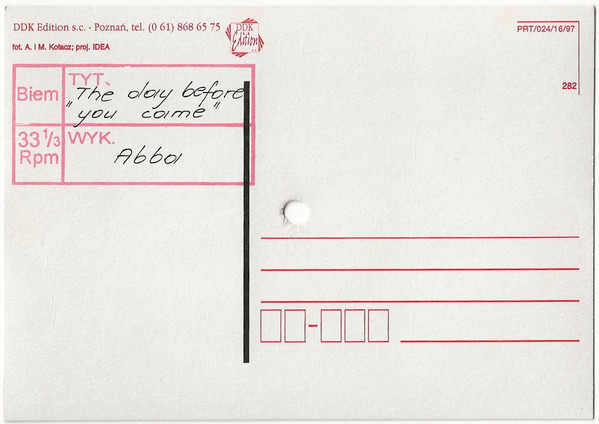 DDK Edition s.c. - Poznań, tel. (0 61) 868 65 75
DDK
Edition
s.c.
fot. A. i M. Kotacz; proj. IDEA
PRT/024/16/97
282
Biem
TYT.
"The day before
you came"
33 1/3
Rpm
WYK.
Abba